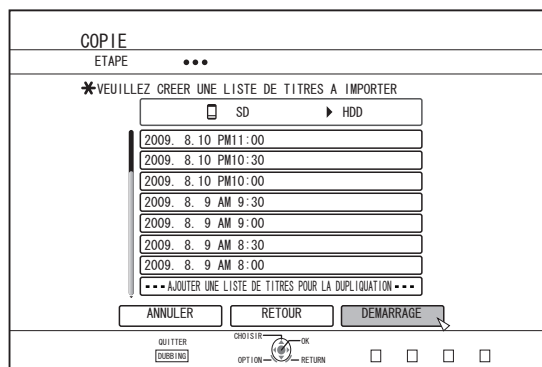 COPIE
ETAPE
VEUILLEZ CREER UNE LISTE DE TITRES A IMPORTER
SD ▶ HDD
2009. 8.10 PM11:00
2009. 8.10 PM10:30
2009. 8.10 PM10:00
2009. 8. 9 AM 9:30
2009. 8. 9 AM 9:00
2009. 8. 9 AM 8:30
2009. 8. 9 AM 8:00
--- AJOUTER UNE LISTE DE TITRES POUR LA DUPLIQUATION ---
ANNULER RETOUR DEMARRAGE
QUITTER
DUBBING
CHOISIR
OK
OPTION
RETURN